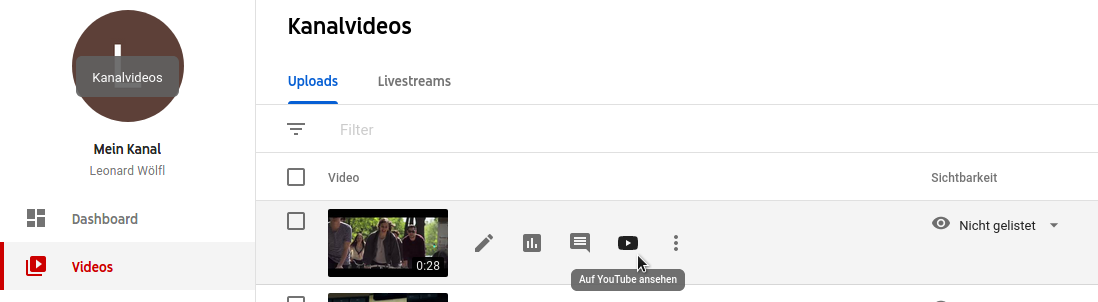 Kanalvideos
Uploads
Livestreams
Filter
Video
Sichtbarkeit
0:28
Nicht gelistet
Auf YouTube ansehen
L
Kanalvideos
Mein Kanal
Leonard Wölfl
Dashboard
Videos